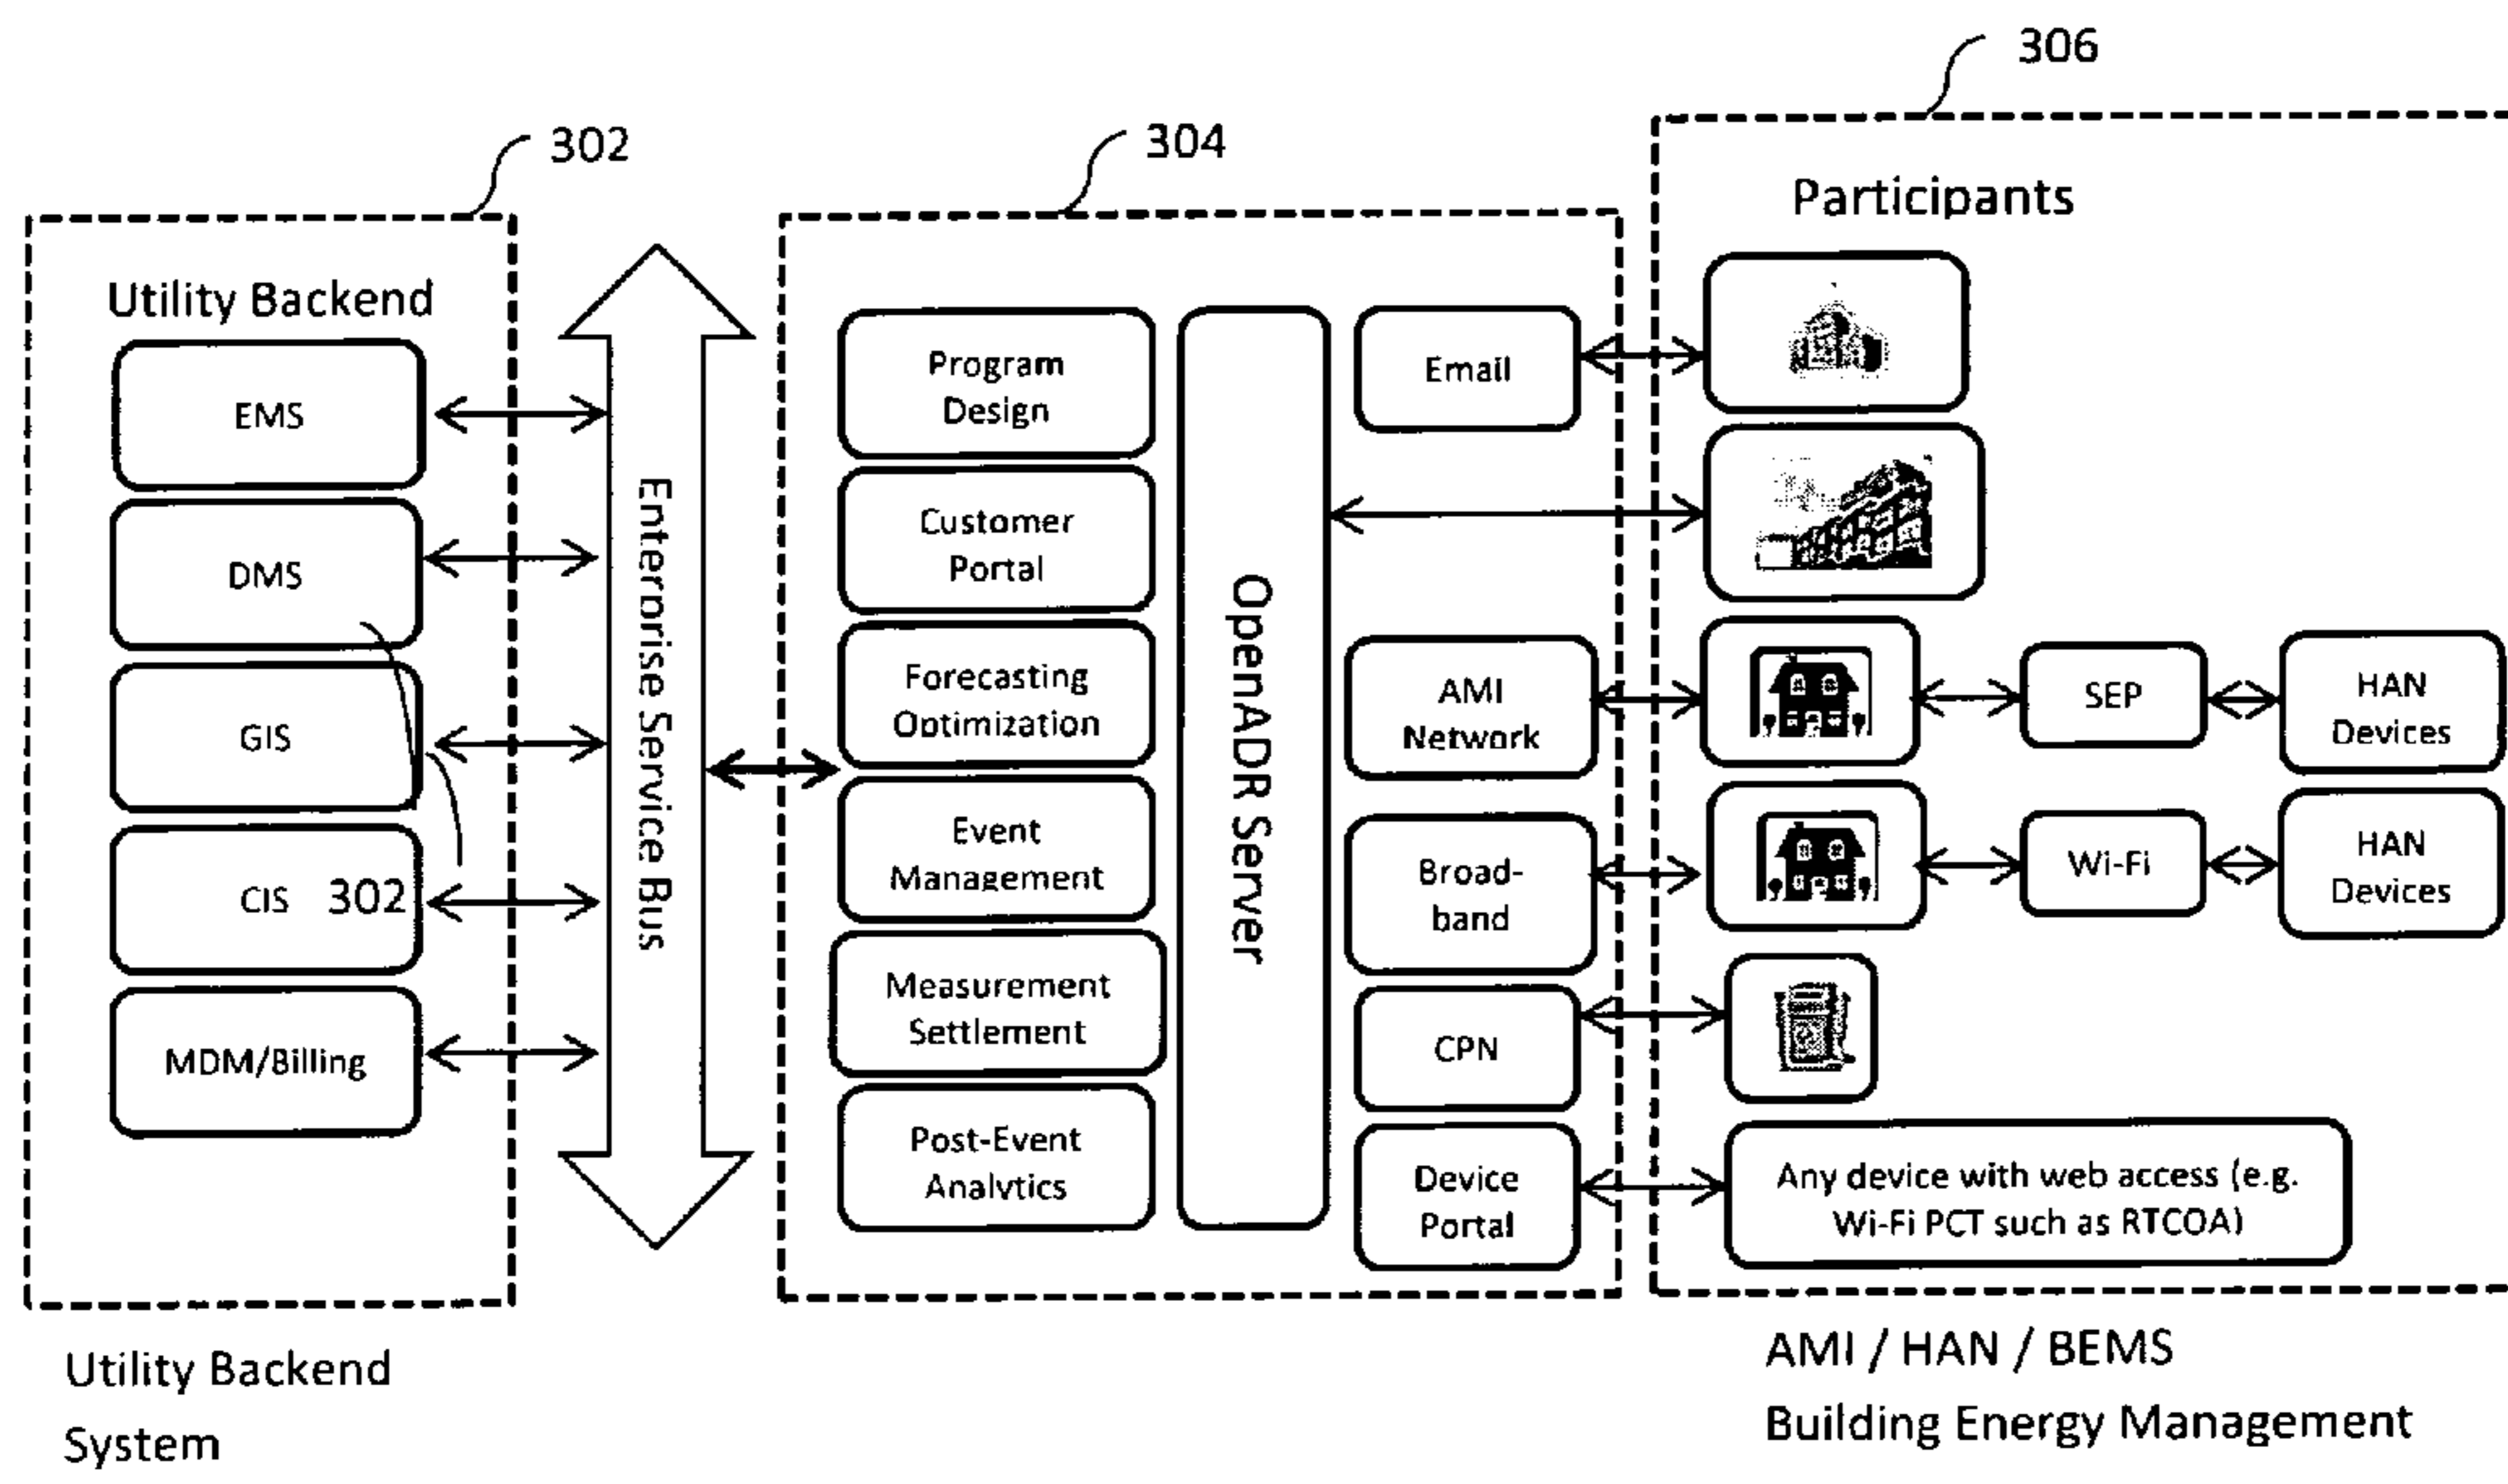 306
302
304
Participants
Utility Backend
EMS
DMS
GIS
CIS
302
MDM/Billing
Enterprise Service Bus
Program
Design
Customer
Portal
Forecasting
Optimization
Event
Management
Measurement
Settlement
Post-Event
Analytics
OpenADR Server
Email
AMI
Network
Broad-
band
CPN
Device
Portal
SEP
HAN
Devices
Wi-Fi
HAN
Devices
Any device with web access (e.g.
Wi-Fi PCT such as RTCOA)
Utility Backend
System
AMI / HAN / BEMS
Building Energy Management